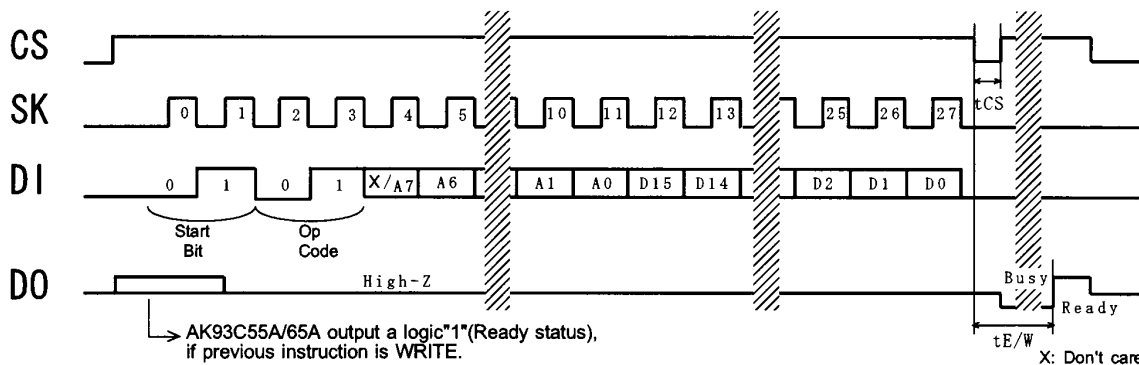 CS
tCS
SK 0 1 2 3 4 5 10 11 12 13 25 26 27
DI 0 1 0 1 X/A7 A6 A1 A0 D15 D14 D2 D1 D0
Start Bit
Op Code
DO High-Z Busy Ready
AK93C55A/65A output a logic"1"(Ready status),
if previous instruction is WRITE.
tE/W
X: Don't care